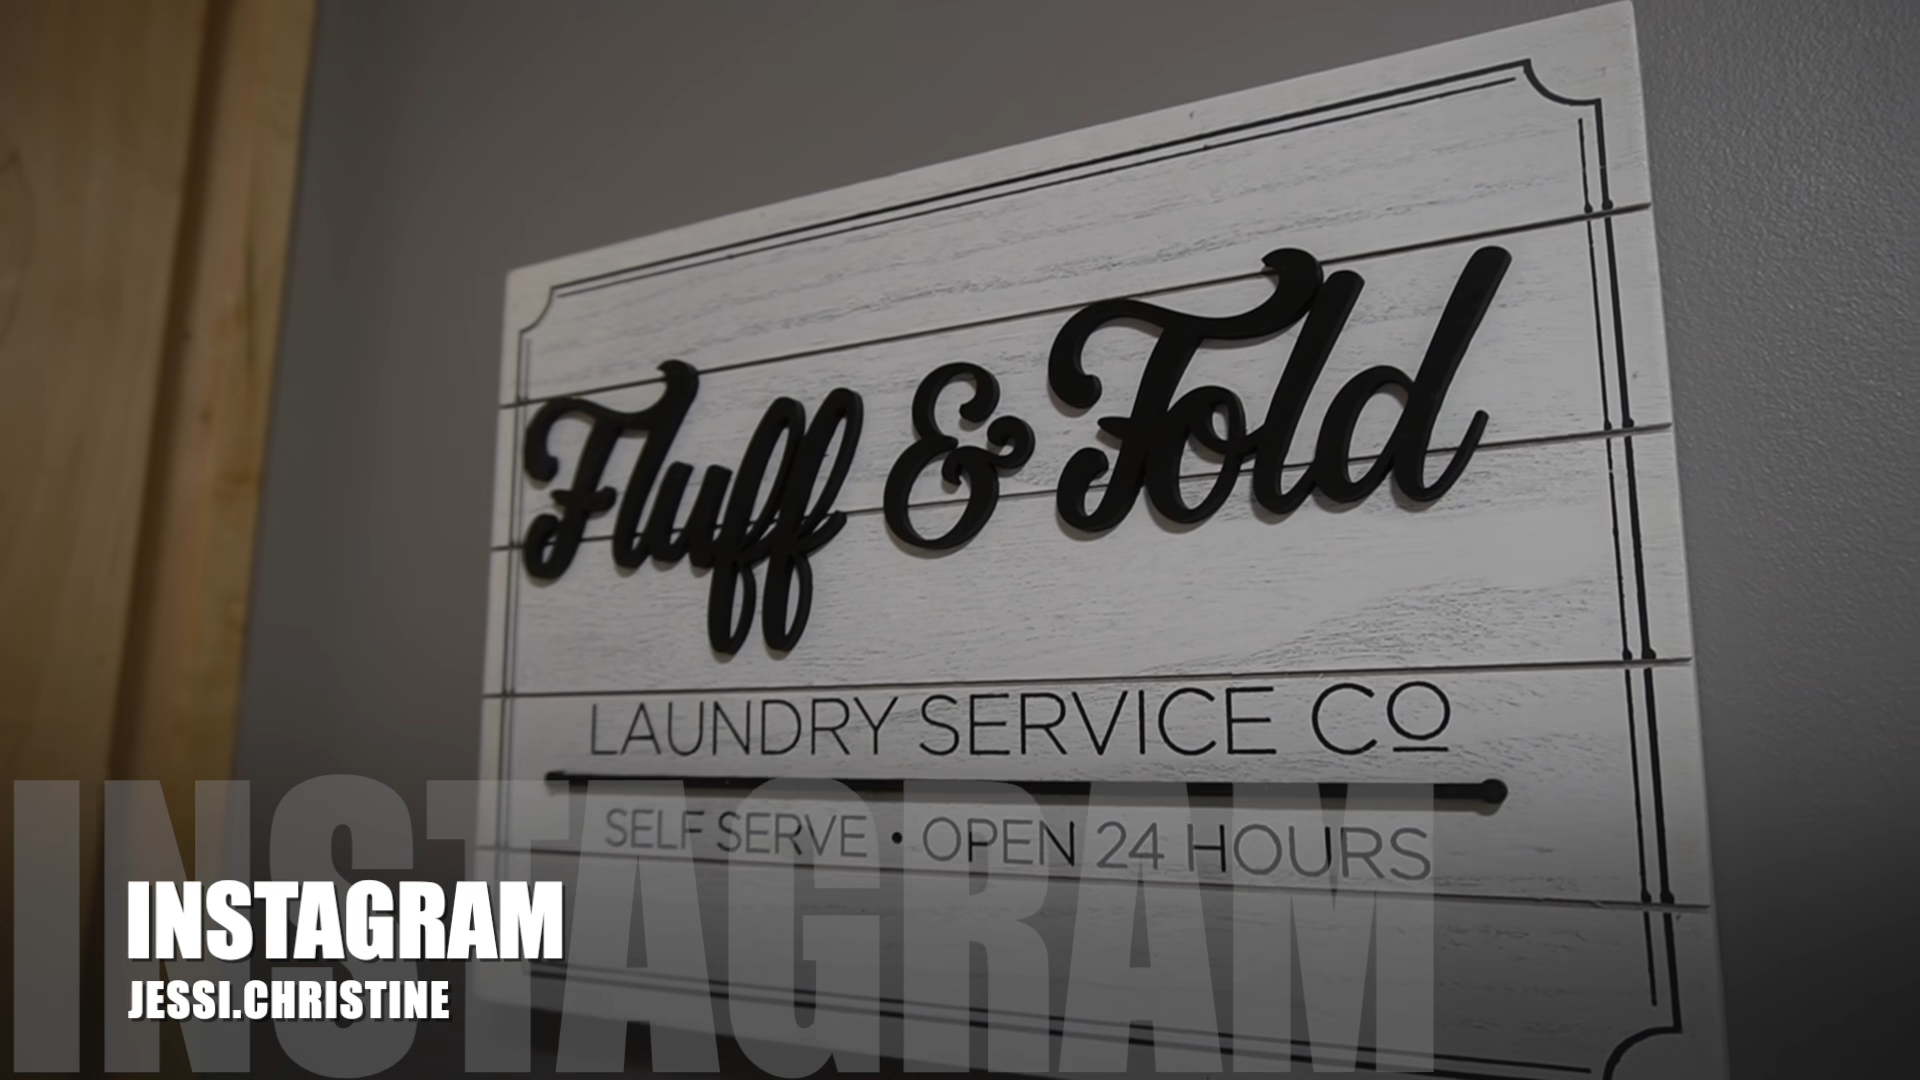 Fluff & Fold
LAUNDRY SERVICE CO
SELF SERVE • OPEN 24 HOURS
INSTAGRAM
INSTAGRAM
JESSI.CHRISTINE